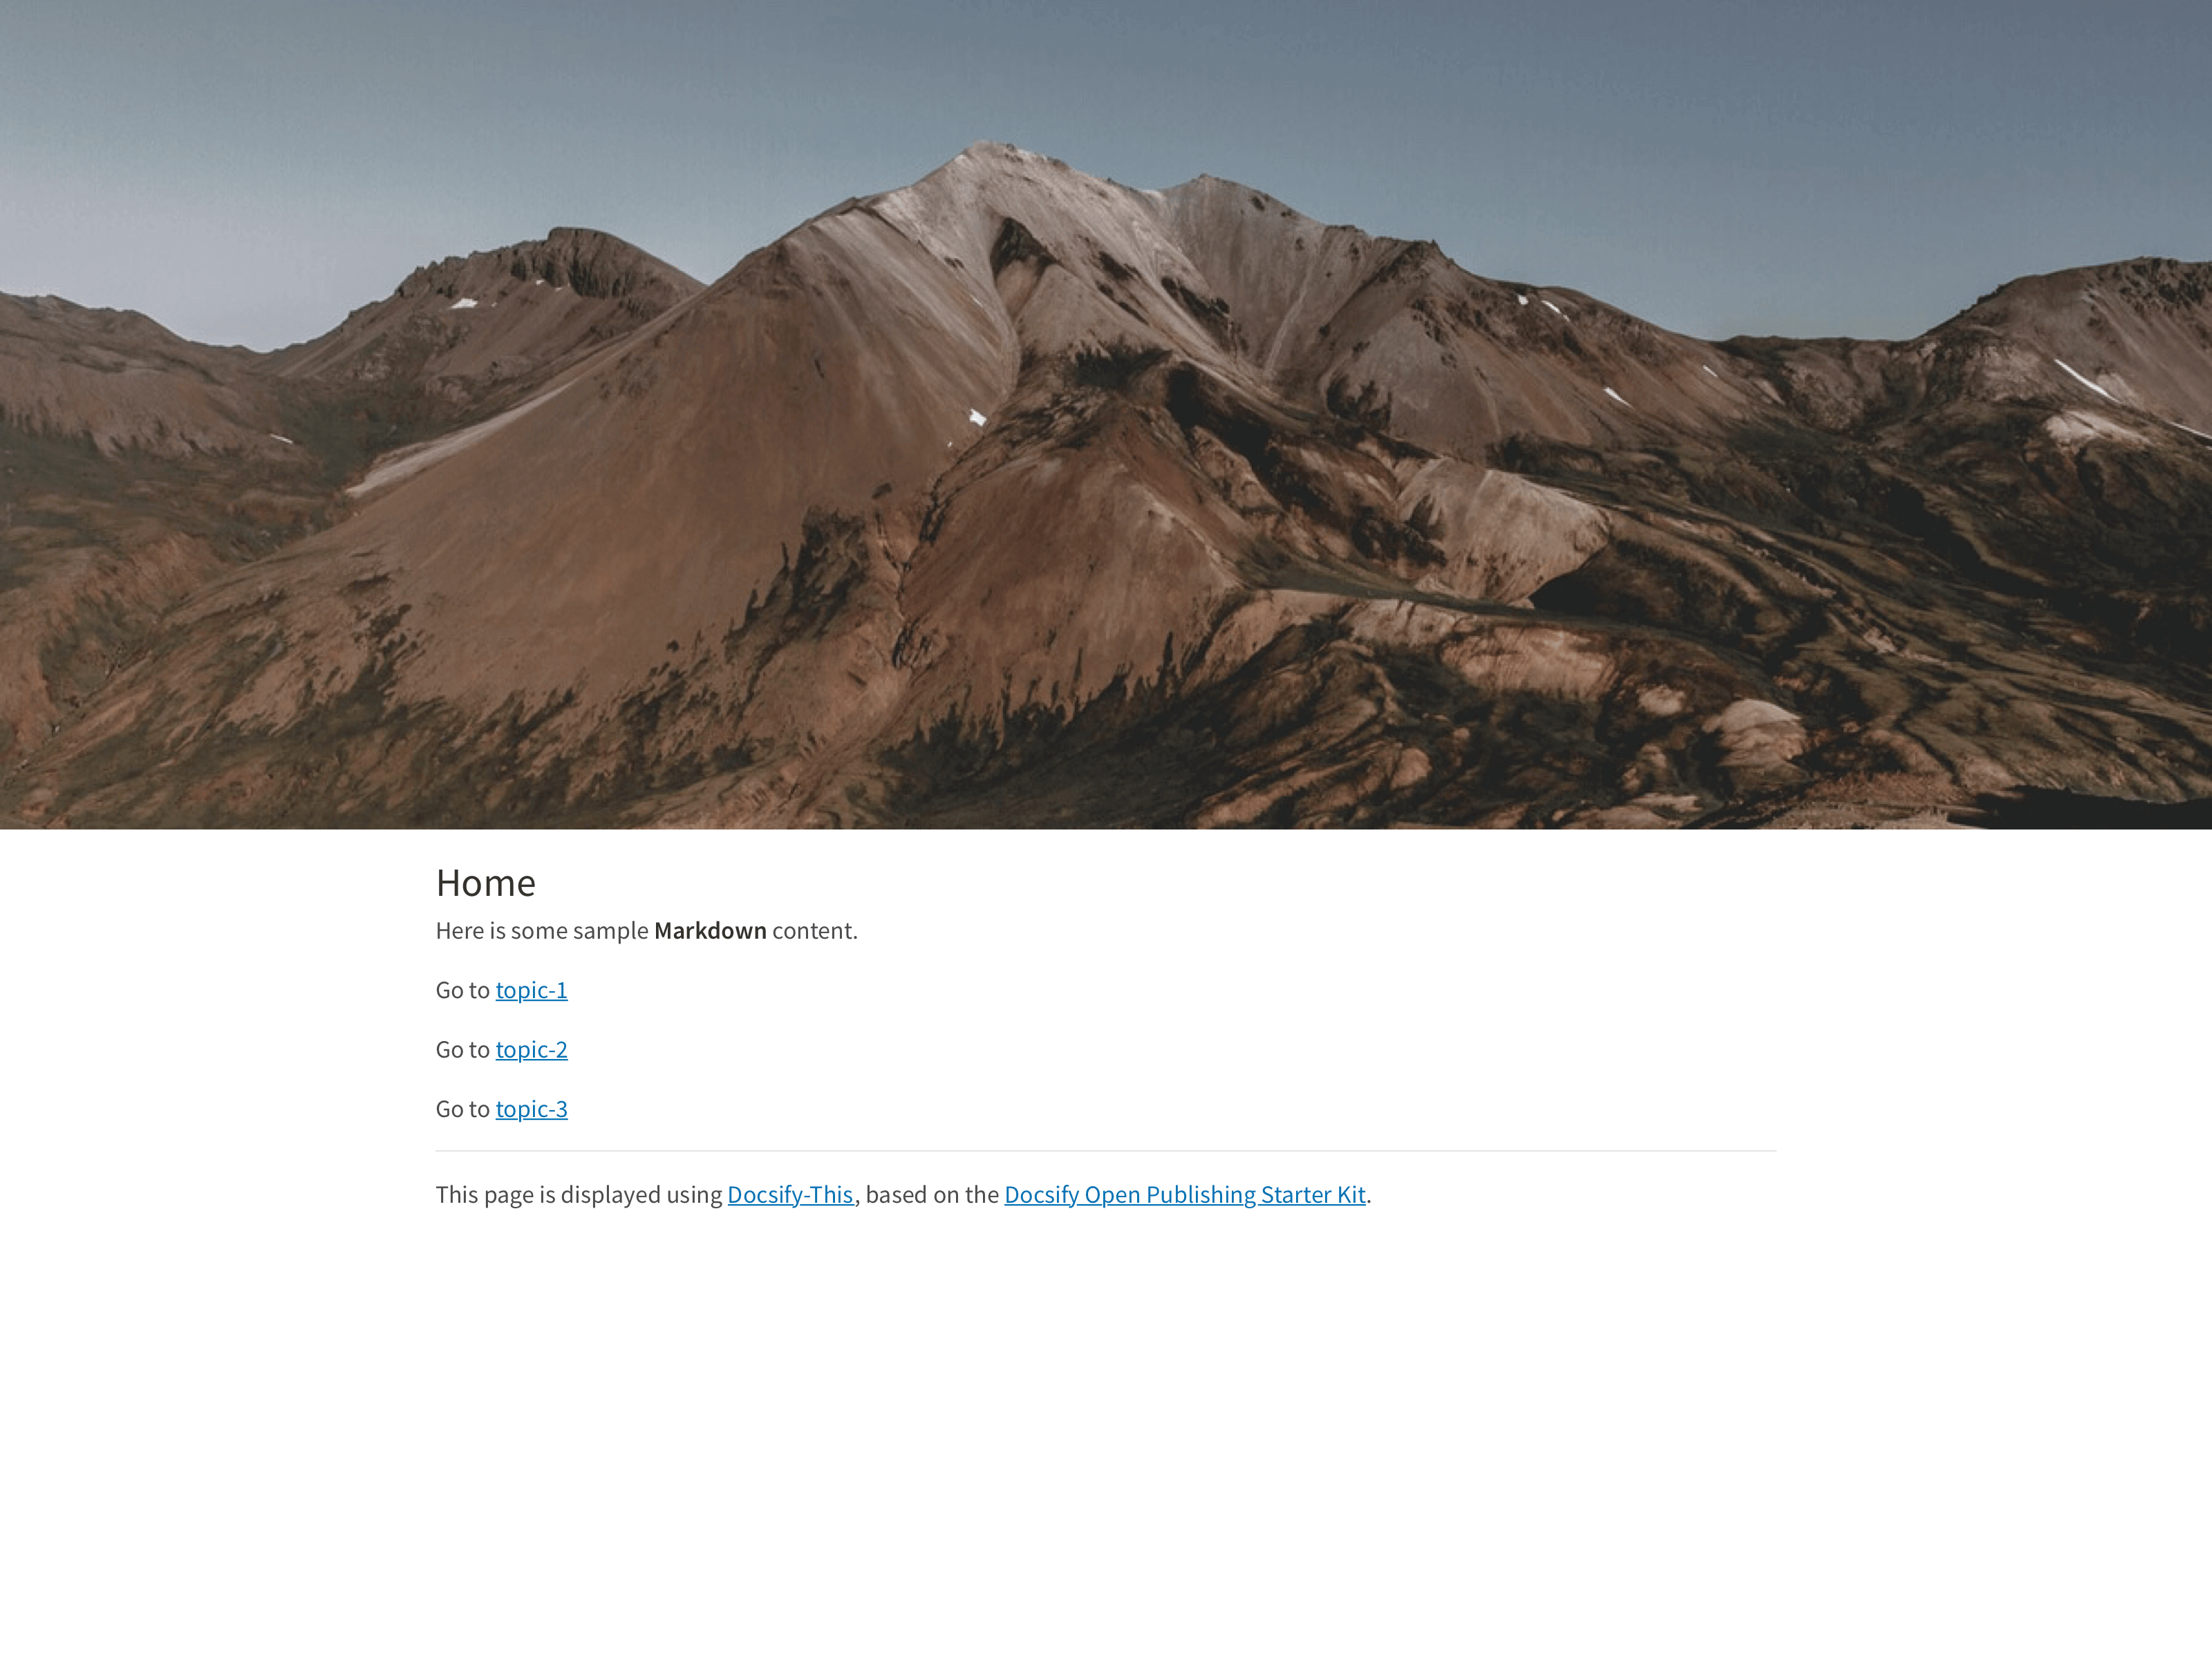 Home
Here is some sample Markdown content.
Go to topic-1
Go to topic-2
Go to topic-3
This page is displayed using Docsify-This, based on the Docsify Open Publishing Starter Kit.